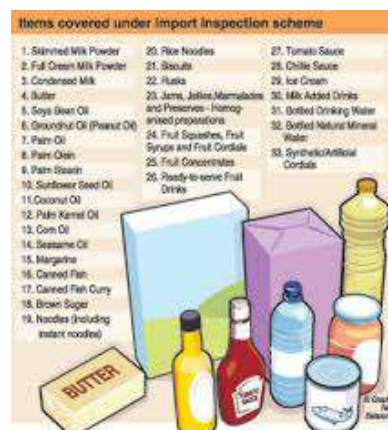 Items covered under import inspection scheme
1. Skimmed Milk Powder
2. Full Cream Milk Powder
3. Condensed Milk
4. Butter
5. Soya Bean Oil
6. Groundnut Oil (Peanut Oil)
7. Palm Oil
8. Palm Olein
9. Palm Stearin
10. Sunflower Seed Oil
11. Coconut Oil
12. Palm Kernel Oil
13. Corn Oil
14. Seasame Oil
15. Margarine
16. Canned Fish
17. Canned Fish Curry
18. Brown Sugar
19. Noodles (including
instant noodles)
20. Rice Noodles
21. Biscuits
22. Rusks
23. Jams, Jellies, Marmalades
and Preserves - Homog-
enised preparations
24. Fruit Squashes, Fruit
Syrups and Fruit Cordials
25. Fruit Concentrates
26. Ready-to-serve Fruit
Drinks
27. Tomato Sauce
28. Chillie Sauce
29. Ice Cream
30. Milk Added Drinks
31. Bottled Drinking Water
32. Bottled Natural Mineral
Water
33. Synthetic/Artificial
Cordials
BUTTER
TOMATO
SAUCE